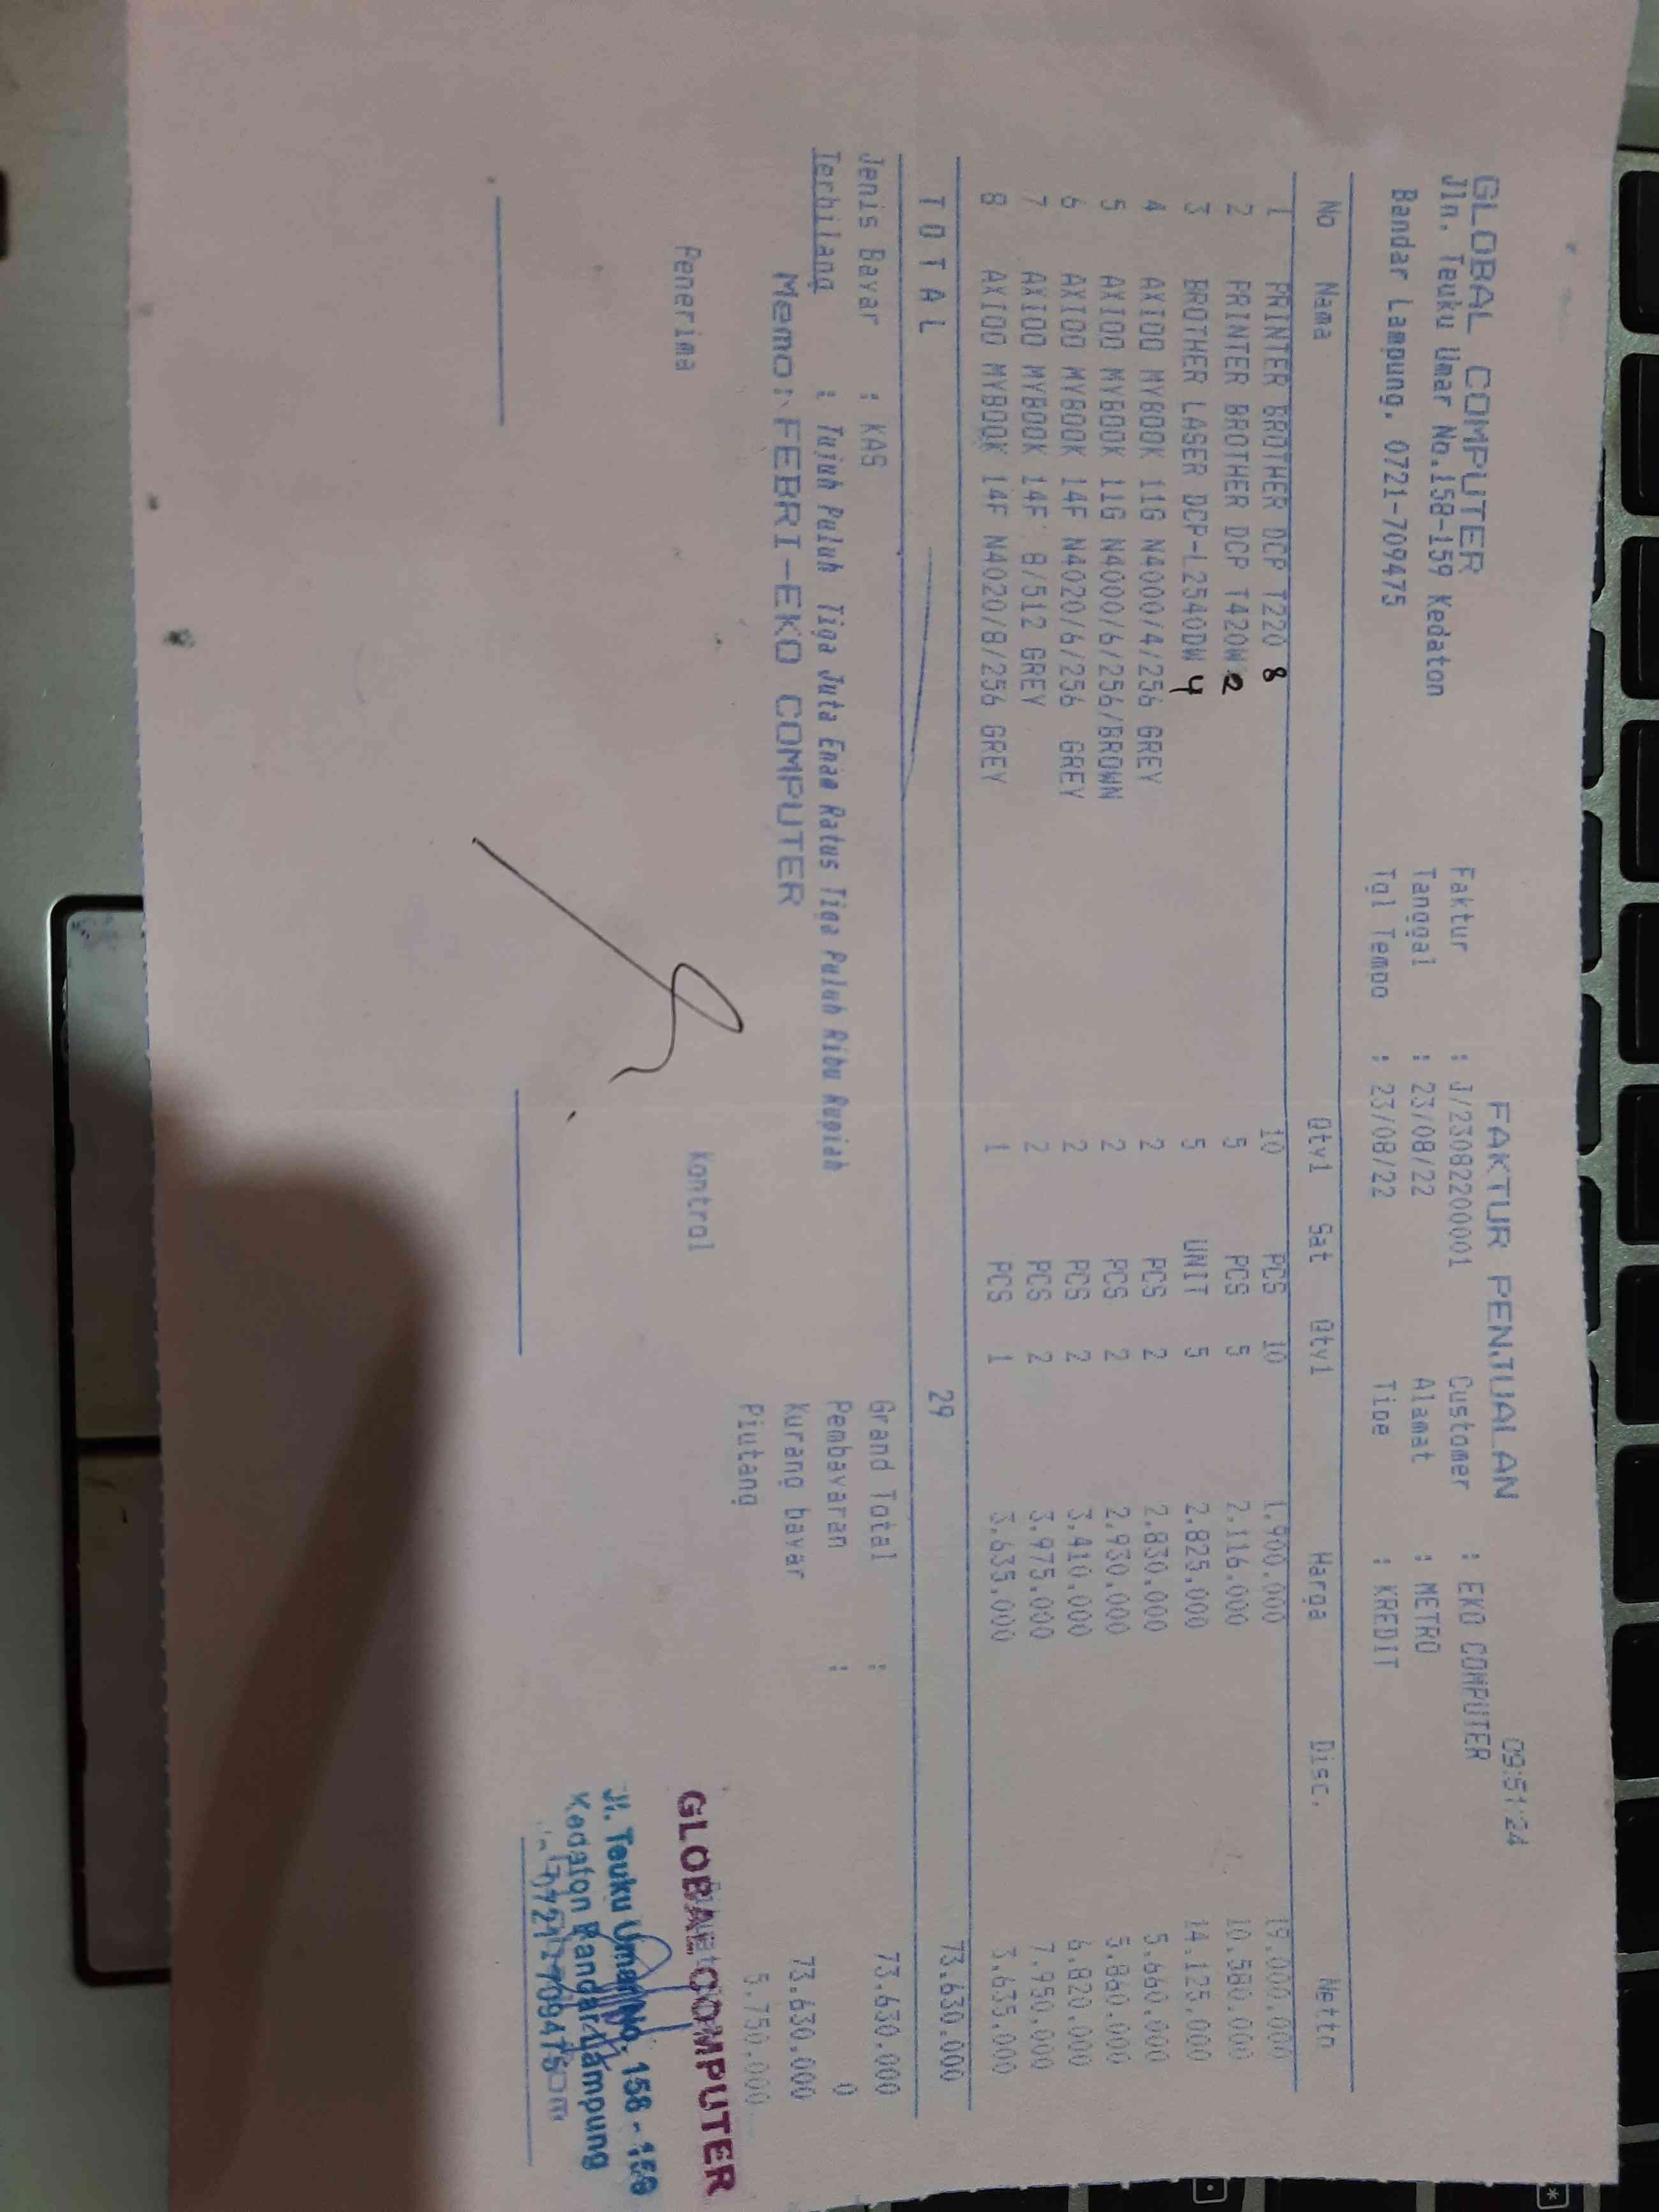 09:51:24
GLOBAL COMPUTER FAKTUR PENJUALAN
Jln. Teuku Umar No.158-159 Kedaton Faktur : J/23082200001 Customer : EKO COMPUTER
Bandar Lampung, 0721-709475 Tanggal : 23/08/22 Alamat : METRO
Tgl Tempo : 23/08/22 Tipe : KREDIT
No Nama Qty1 Sat Qty1 Harga Disc. Netto
1 PRINTER BROTHER DCP T220 8 10 PCS 10 1.900.000 19.000.000
2 PRINTER BROTHER DCP T420W 2 5 PCS 5 2.116.000 10.580.000
3 BROTHER LASER DCP-L2540DW 4 5 UNIT 5 2.825.000 14.125.000
4 AXIOO MYBOOK 11G N4000/4/256 GREY 2 PCS 2 2.830.000 5.660.000
5 AXIOO MYBOOK 11G N4000/6/256/BROWN 2 PCS 2 2.930.000 5.860.000
6 AXIOO MYBOOK 14F N4020/6/256 GREY 2 PCS 2 3.410.000 6.820.000
7 AXIOO MYBOOK 14F 8/512 GREY 2 PCS 2 3.975.000 7.950.000
8 AXIOO MYBOOK 14F N4020/8/256 GREY 1 PCS 1 3.635.000 3.635.000
T O T A L 29 73.630.000
Jenis Bayar : KAS Grand Total : 73.630.000
Terbilang : Tujuh Puluh Tiga Juta Enam Ratus Tiga Puluh Ribu Rupiah Pembayaran : 0
Memo: FEBRI-EKO COMPUTER Kurang bayar 73.630.000
Piutang 5.750.000
Penerima Kontrol
GLOBAL COMPUTER
Jl. Teuku Umar No. 158 - 159
Kedaton Bandar Lampung
0721-709475